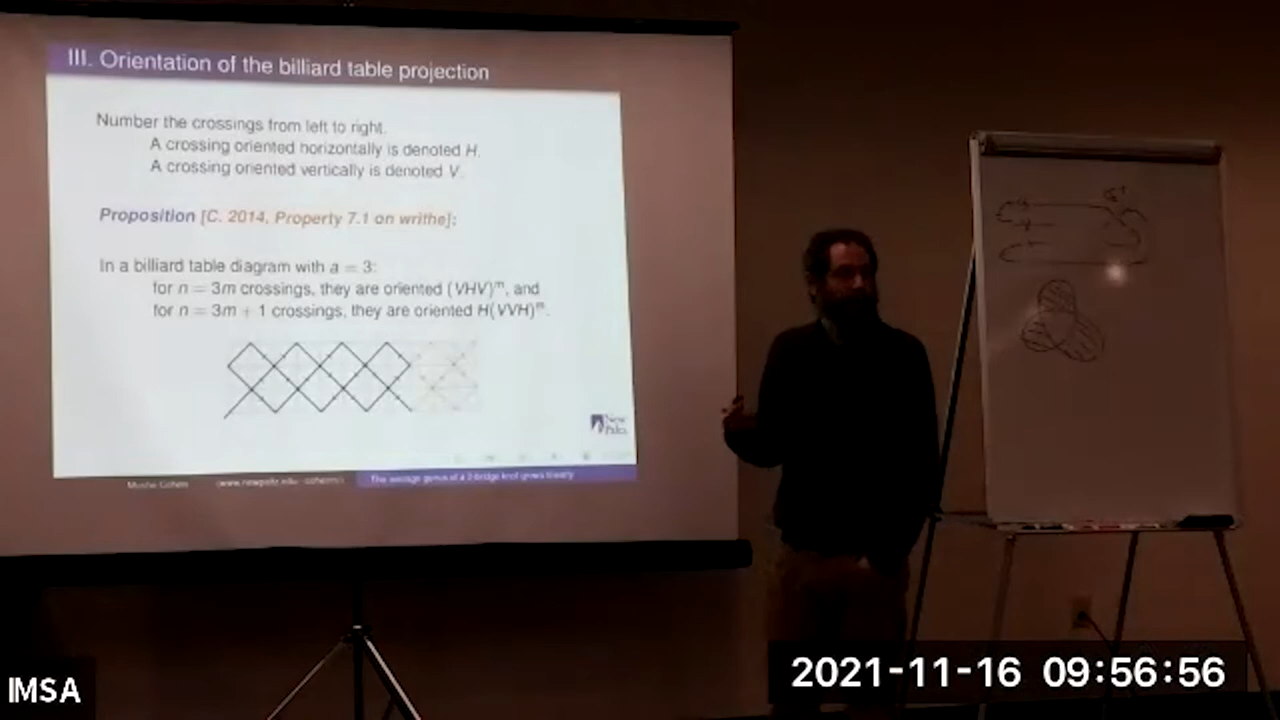 III. Orientation of the billiard table projection
Number the crossings from left to right.
A crossing oriented horizontally is denoted H.
A crossing oriented vertically is denoted V.
Proposition [C. 2014, Property 7.1 on writhe]:
In a billiard table diagram with a = 3:
for n = 3m crossings, they are oriented (VHV)ᵐ, and
for n = 3m + 1 crossings, they are oriented H(VVH)ᵐ.
New
Paltz
Moshe Cohen
The average genus of a 2-bridge knot grows linearly
IMSA
2021-11-16 09:56:56